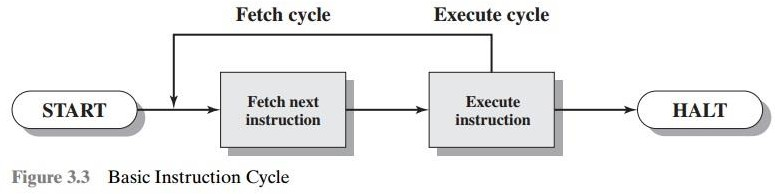 Fetch cycle
Execute cycle
START
Fetch next
instruction
Execute
instruction
HALT
Figure 3.3 Basic Instruction Cycle